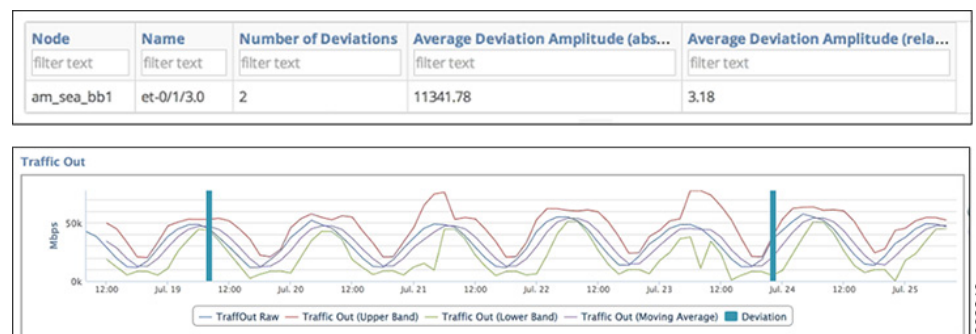 Node Name Number of Deviations Average Deviation Amplitude (abs... Average Deviation Amplitude (rela...
filter text filter text filter text filter text filter text
am_sea_bb1 et-0/1/3.0 2 11341.78 3.18
Traffic Out
Mbps
50k
0k
12:00 Jul. 19 12:00 Jul. 20 12:00 Jul. 21 12:00 Jul. 22 12:00 Jul. 23 12:00 Jul. 24 12:00 Jul. 25
TraffOut Raw Traffic Out (Upper Band) Traffic Out (Lower Band) Traffic Out (Moving Average) Deviation